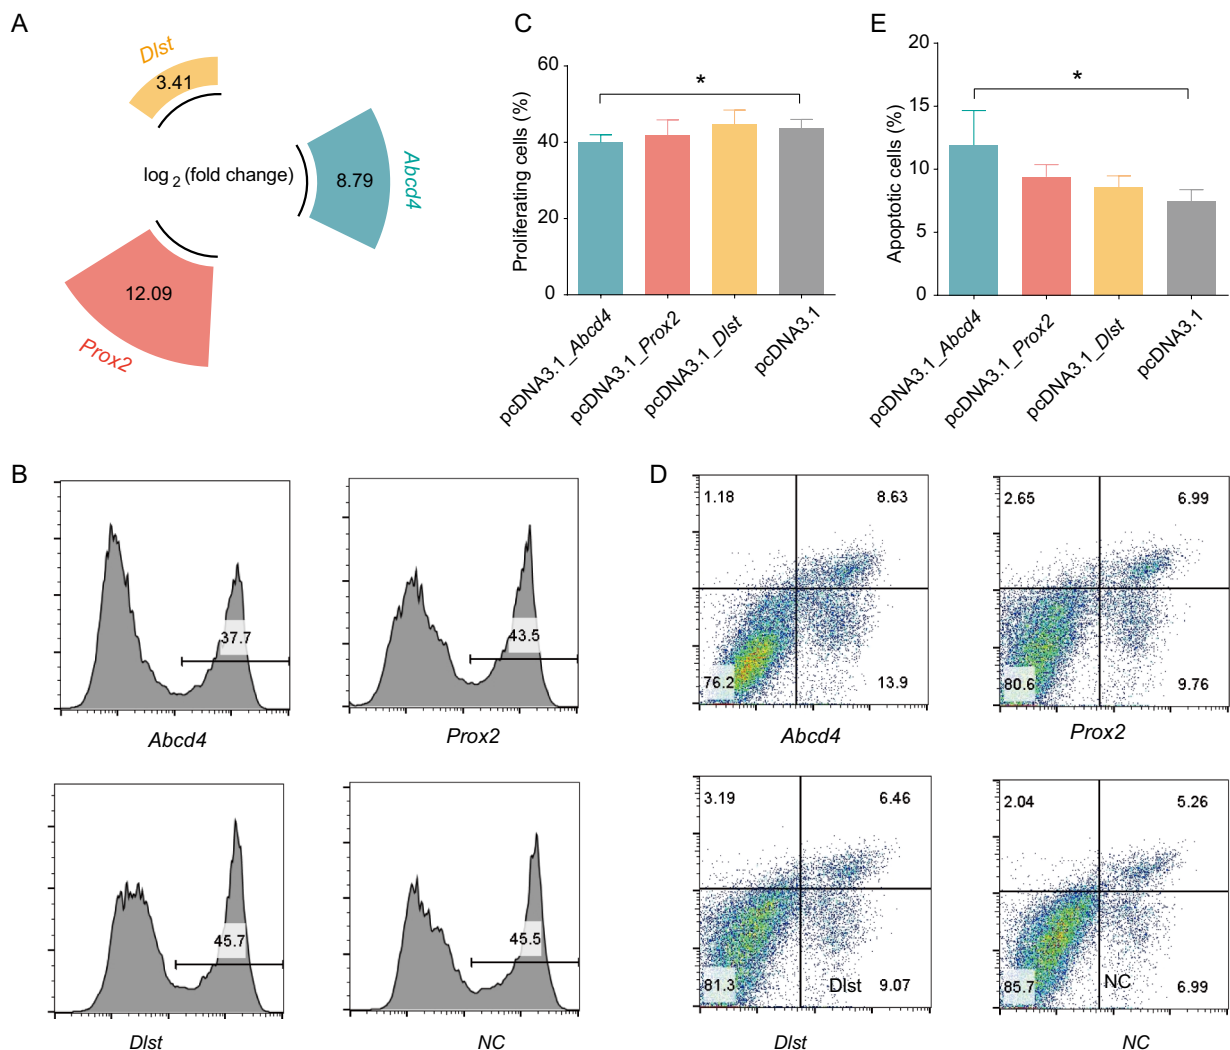 A
Dlst
3.41
log 2 (fold change)
8.79
Abcd4
12.09
Prox2
C
Proliferating cells (%)
60
40
20
0
*
pcDNA3.1_Abcd4
pcDNA3.1_Prox2
pcDNA3.1_Dlst
pcDNA3.1
E
Apoptotic cells (%)
20
15
10
5
0
*
pcDNA3.1_Abcd4
pcDNA3.1_Prox2
pcDNA3.1_Dlst
pcDNA3.1
B
37.7
Abcd4
43.5
Prox2
45.7
Dlst
45.5
NC
D
1.18
8.63
76.2
13.9
Abcd4
2.65
6.99
80.6
9.76
Prox2
3.19
6.46
81.3
Dlst
9.07
Dlst
2.04
5.26
85.7
NC
6.99
NC